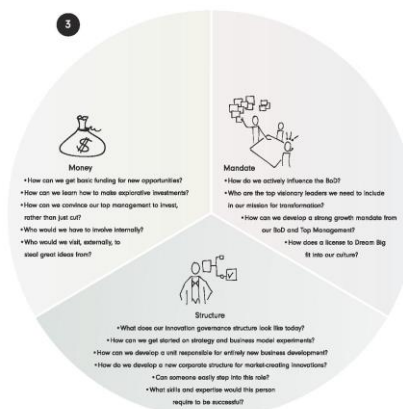 3
$
Money
• How can we get basic funding for new opportunities?
• How can we learn how to make explorative investments?
• How can we convince our top management to invest,
rather than just cut?
• Who would we have to involve internally?
• Who would we visit, externally, to
steal great ideas from?
Mandate
• How do we actively influence the BoD?
• Who are the top visionary leaders we need to include
in our mission for transformation?
• How can we develop a strong growth mandate from
our BoD and Top Management?
• How does a license to Dream Big
fit into our culture?
Structure
• What does our innovation governance structure look like today?
• How can we get started on strategy and business model experiments?
• How can we develop a unit responsible for entirely new business development?
• How do we develop a new corporate structure for market-creating innovations?
• Can someone easily step into this role?
• What skills and expertise would this person
require to be successful?